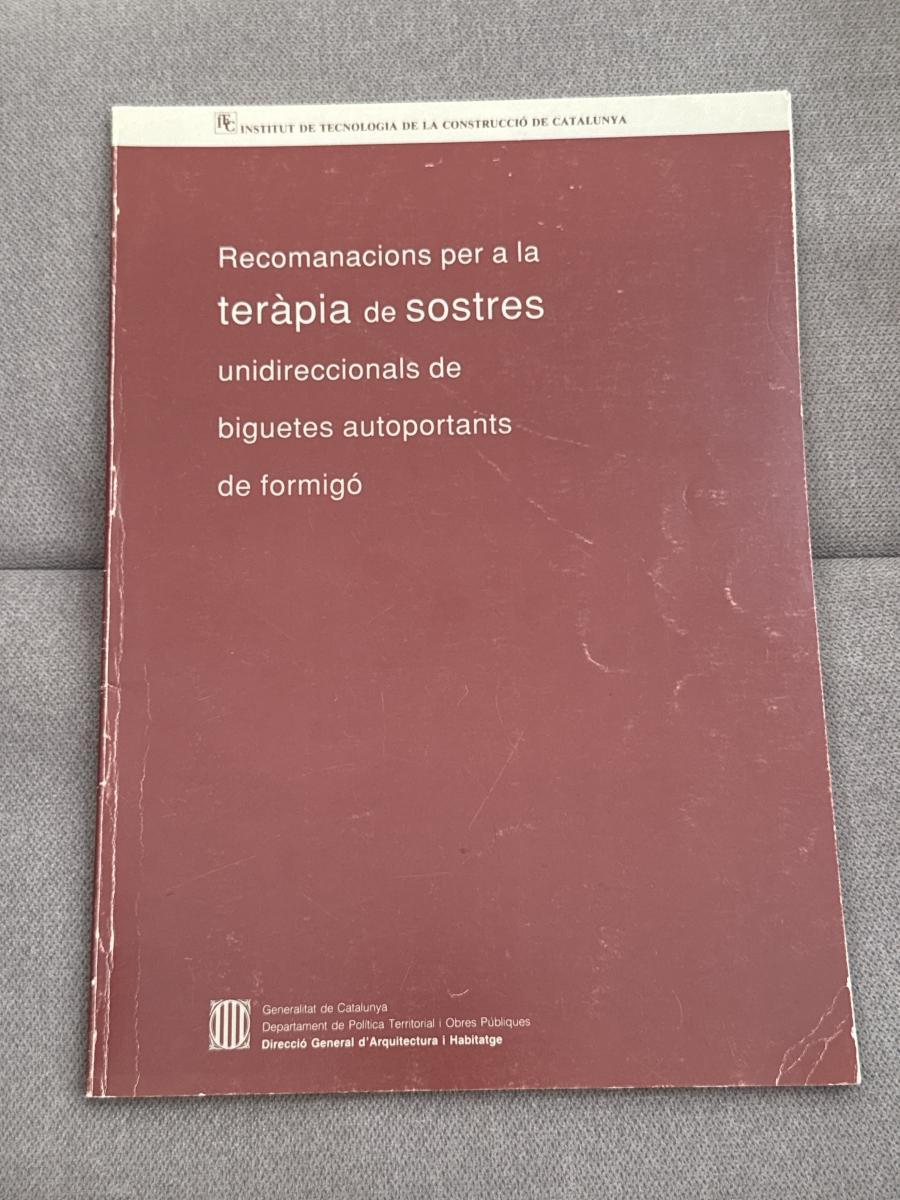 ITEC INSTITUT DE TECNOLOGIA DE LA CONSTRUCCIÓ DE CATALUNYA
Recomanacions per a la
teràpia de sostres
unidireccionals de
biguetes autoportants
de formigó
Generalitat de Catalunya
Departament de Política Territorial i Obres Públiques
Direcció General d'Arquitectura i Habitatge